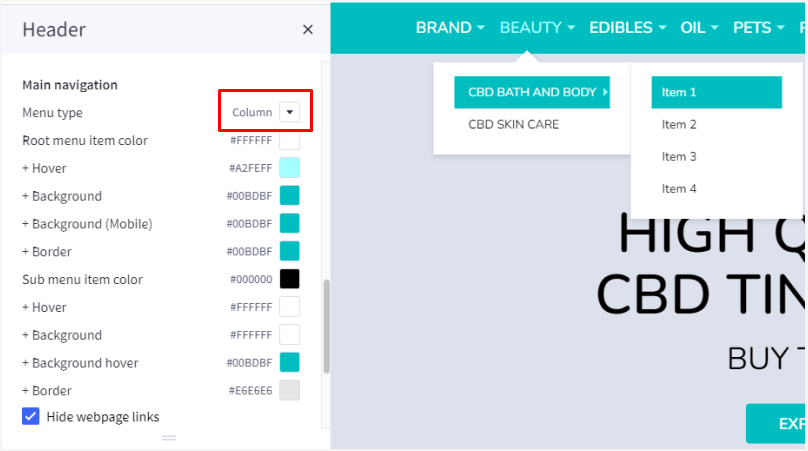 Header
Main navigation
Menu type Column
Root menu item color #FFFFFF
+ Hover #A2FEFF
+ Background #00BDBF
+ Background (Mobile) #00BDBF
+ Border #00BDBF
Sub menu item color #000000
+ Hover #FFFFFF
+ Background #FFFFFF
+ Background hover #00BDBF
+ Border #E6E6E6
Hide webpage links
BRAND BEAUTY EDIBLES OIL PETS
CBD BATH AND BODY
CBD SKIN CARE
Item 1
Item 2
Item 3
Item 4
HIGH Q
CBD TIN
BUY T
EXP